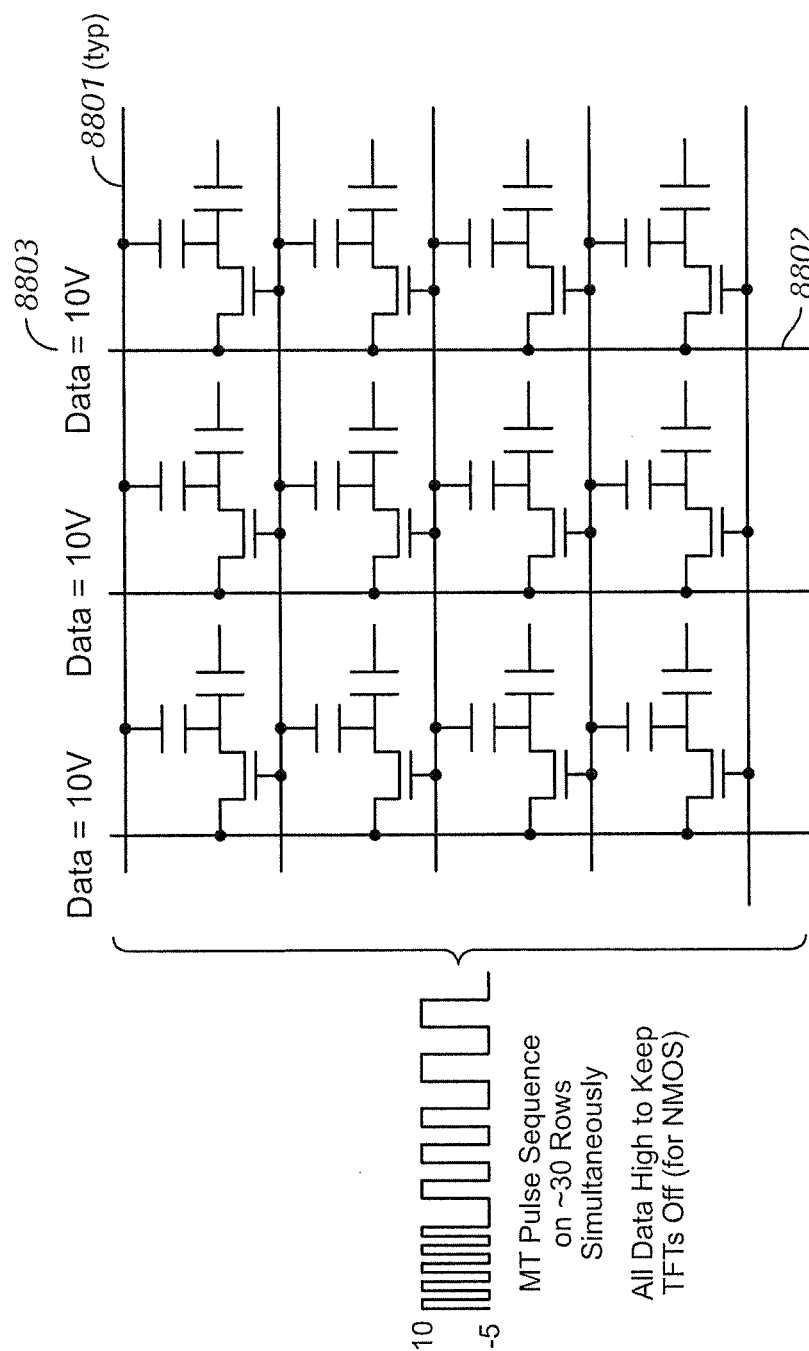 8803
8801 (typ)
Data = 10V
Data = 10V
Data = 10V
8802
10
-5
MT Pulse Sequence
on ~30 Rows
Simultaneously
All Data High to Keep
TFTs Off (for NMOS)